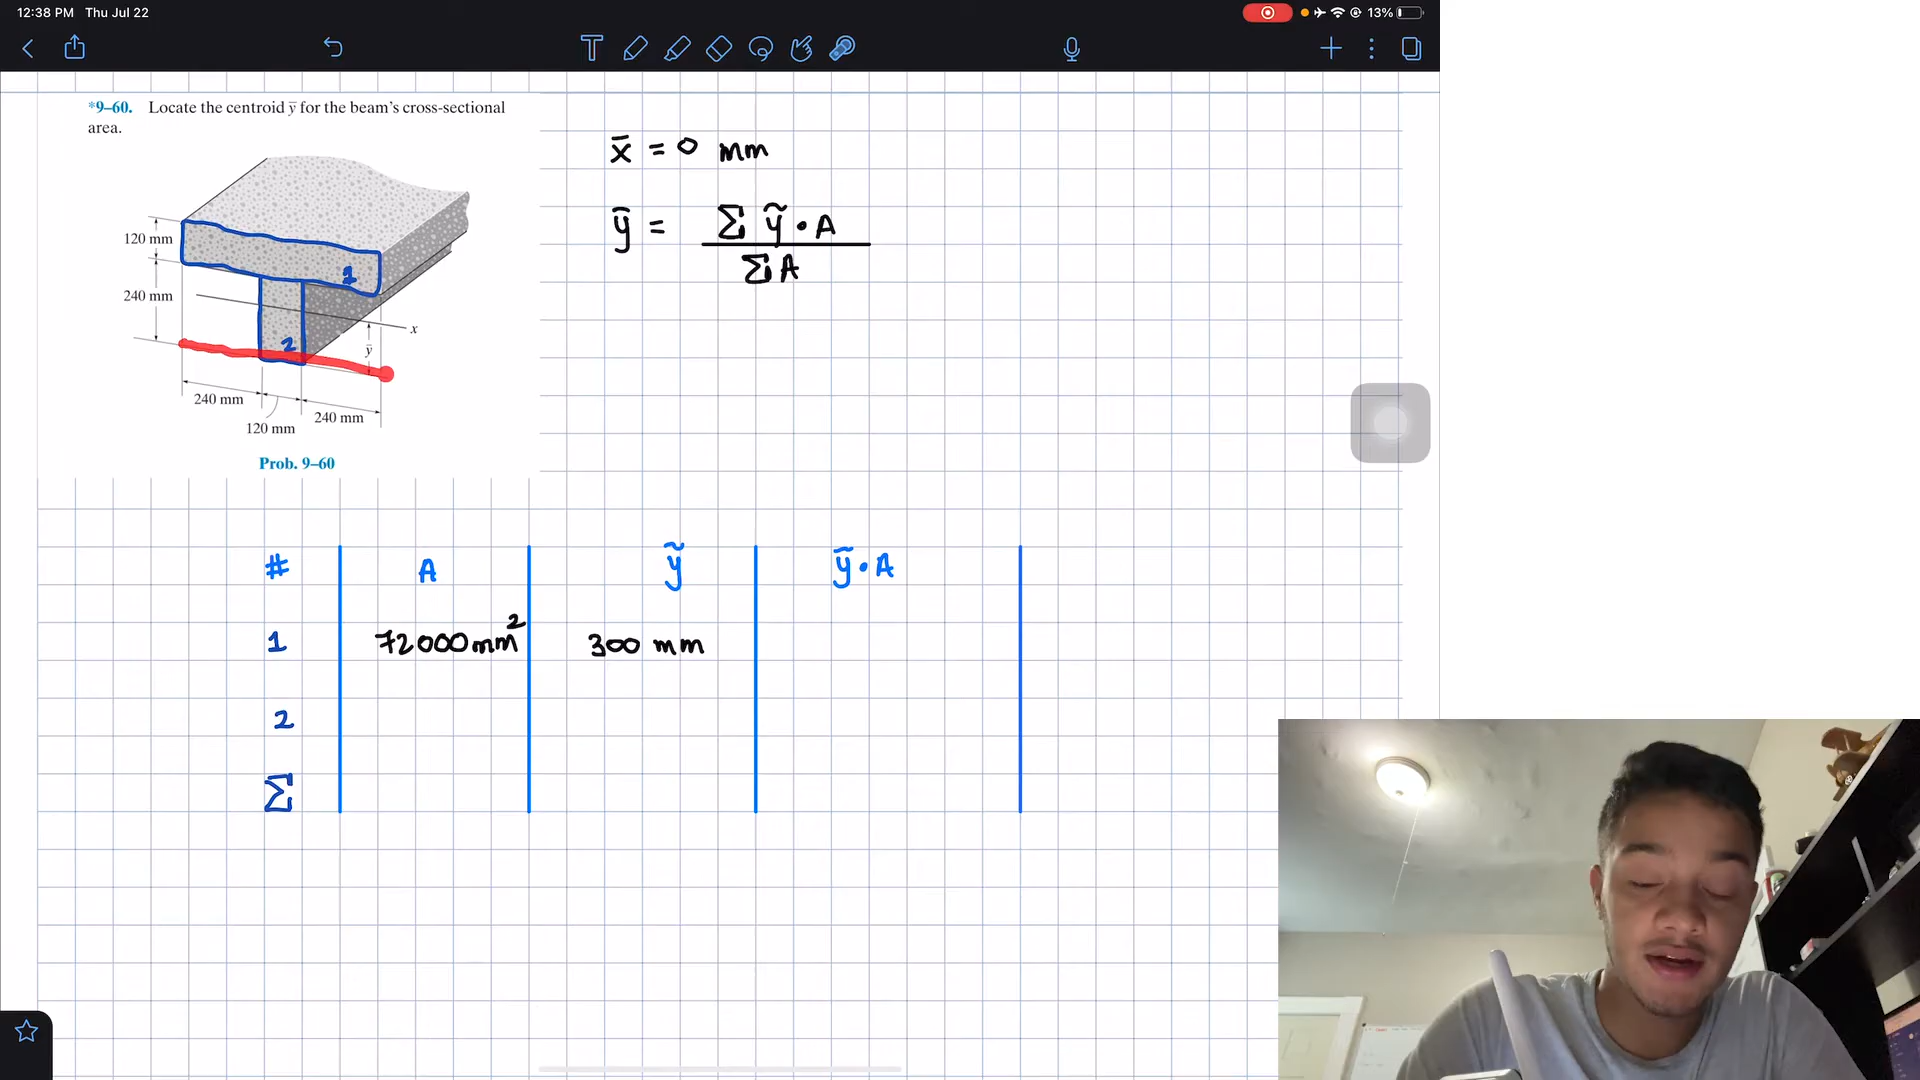 12:38 PM Thu Jul 22
13%
*9–60. Locate the centroid y̅ for the beam's cross-sectional
area.
120 mm
240 mm
1
2
x
y̅
240 mm
120 mm
240 mm
Prob. 9–60
x̅ = 0 mm
y̅ = Σ ỹ · A
Σ A
# A ỹ ỹ · A
1 72000 mm² 300 mm
2
Σ